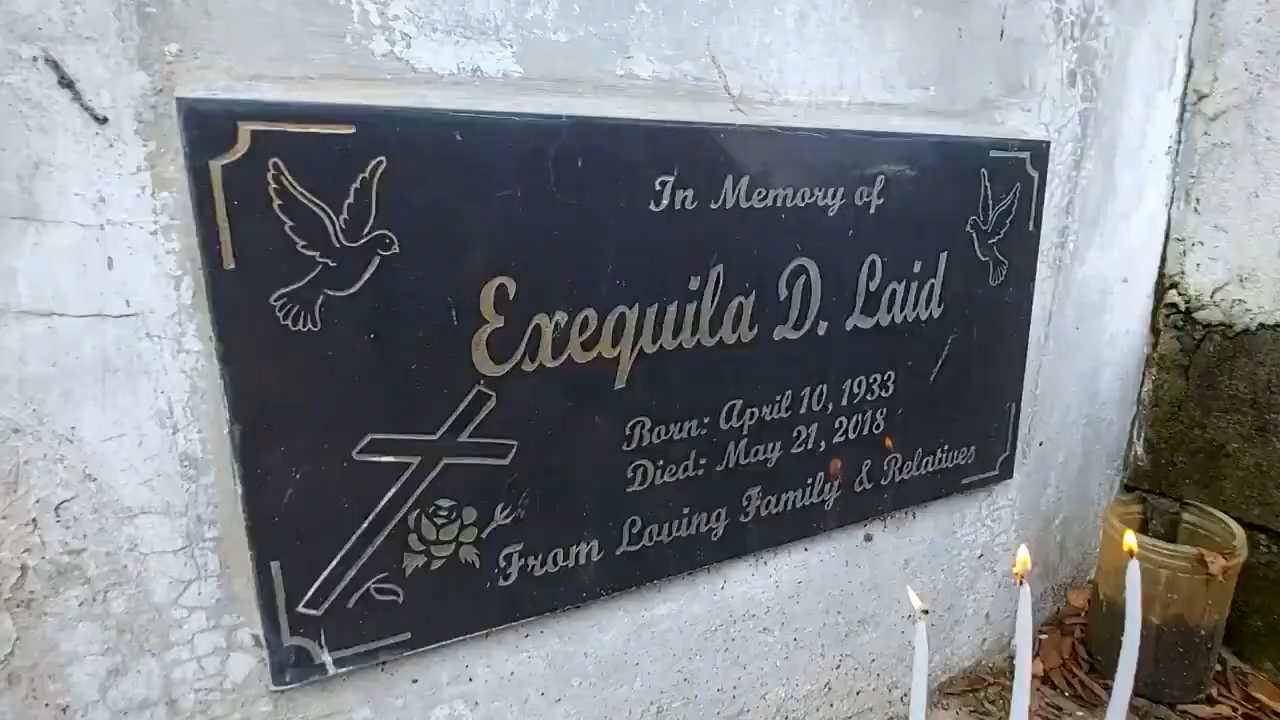 In Memory of
Exequila D. Laid
Born: April 10, 1933
Died: May 21, 2018
From Loving Family & Relatives